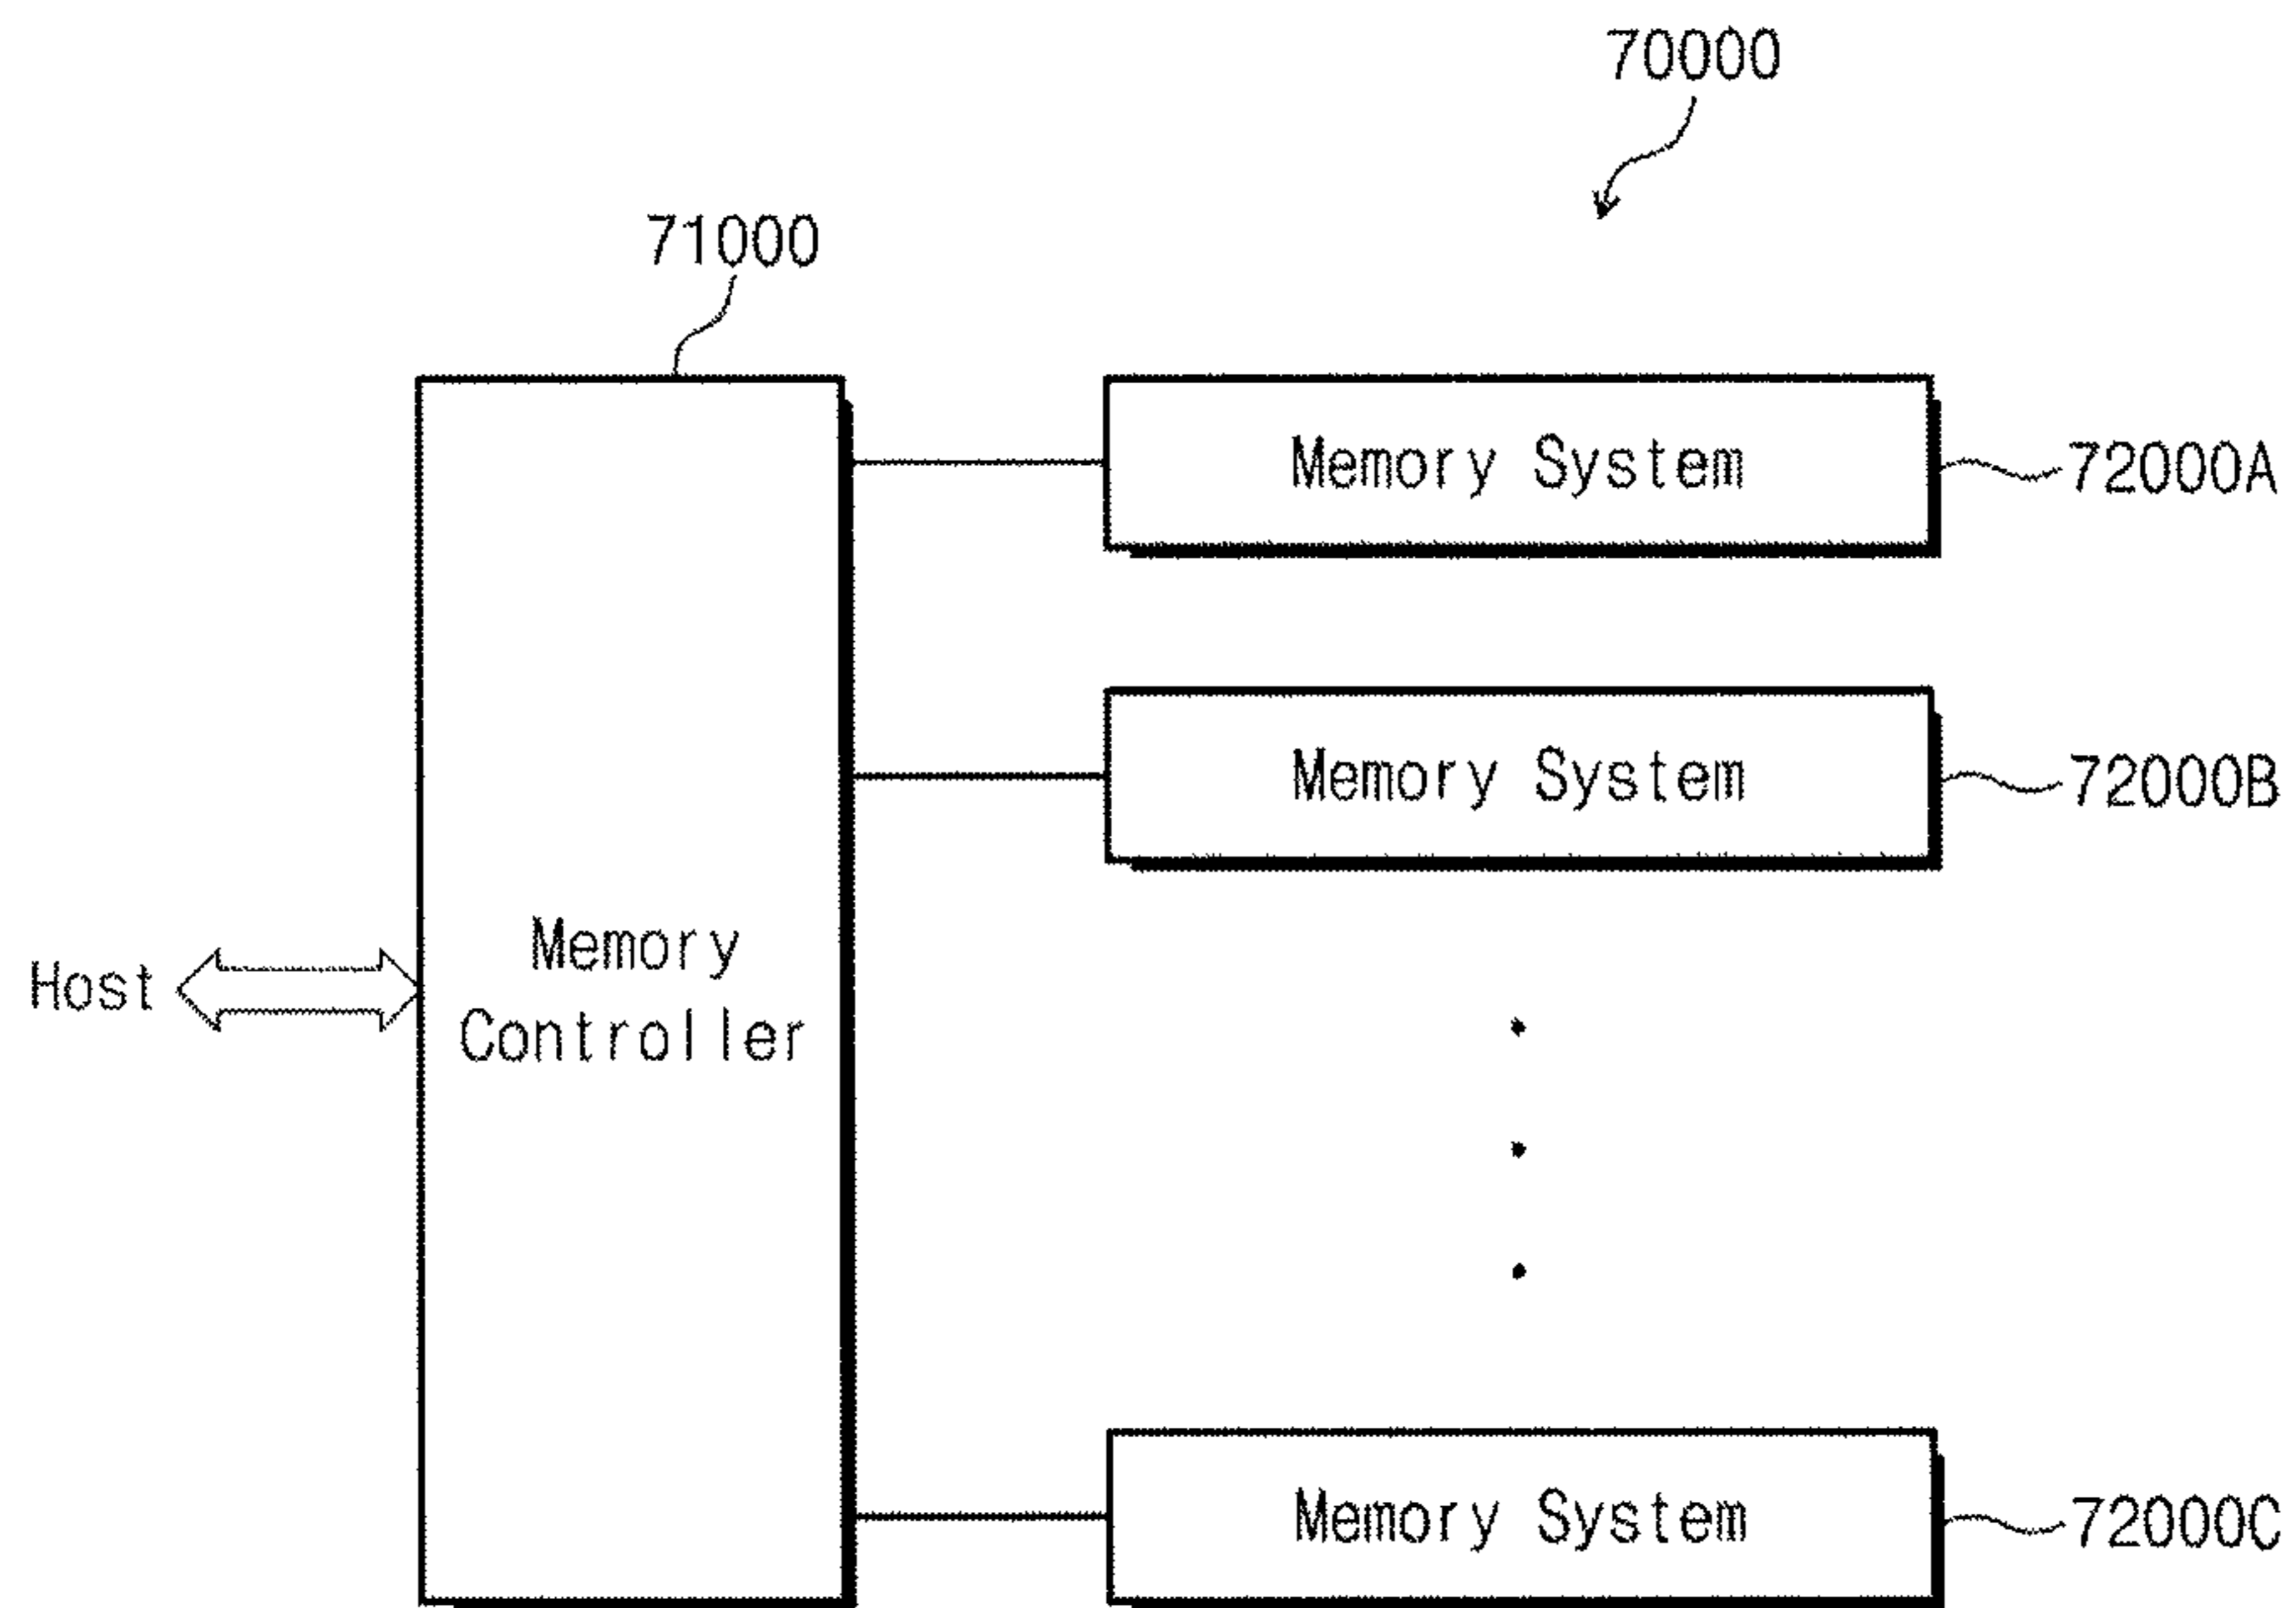 70000
71000
Memory System
72000A
Memory System
72000B
Host
Memory
Controller
Memory System
72000C